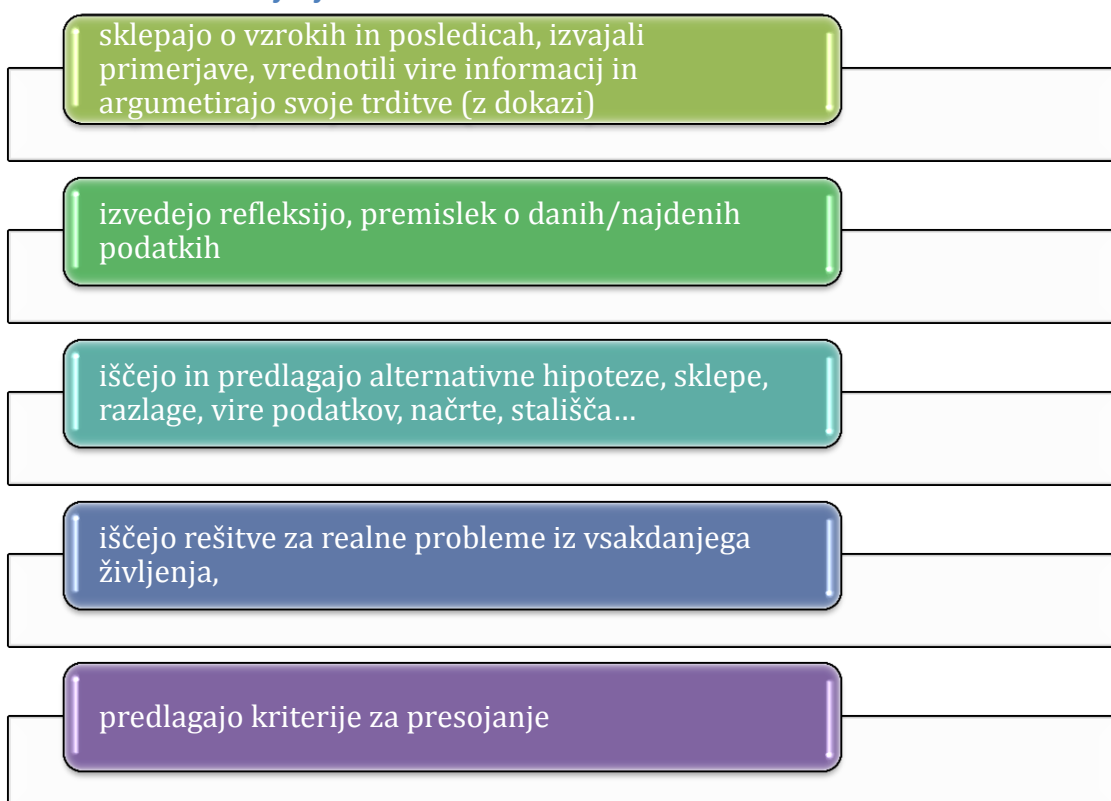 sklepajo o vzrokih in posledicah, izvajali
primerjave, vrednotili vire informacij in
argumetirajo svoje trditve (z dokazi)
izvedejo refleksijo, premislek o danih/najdenih
podatkih
iščejo in predlagajo alternativne hipoteze, sklepe,
razlage, vire podatkov, načrte, stališča…
iščejo rešitve za realne probleme iz vsakdanjega
življenja,
predlagajo kriterije za presojanje